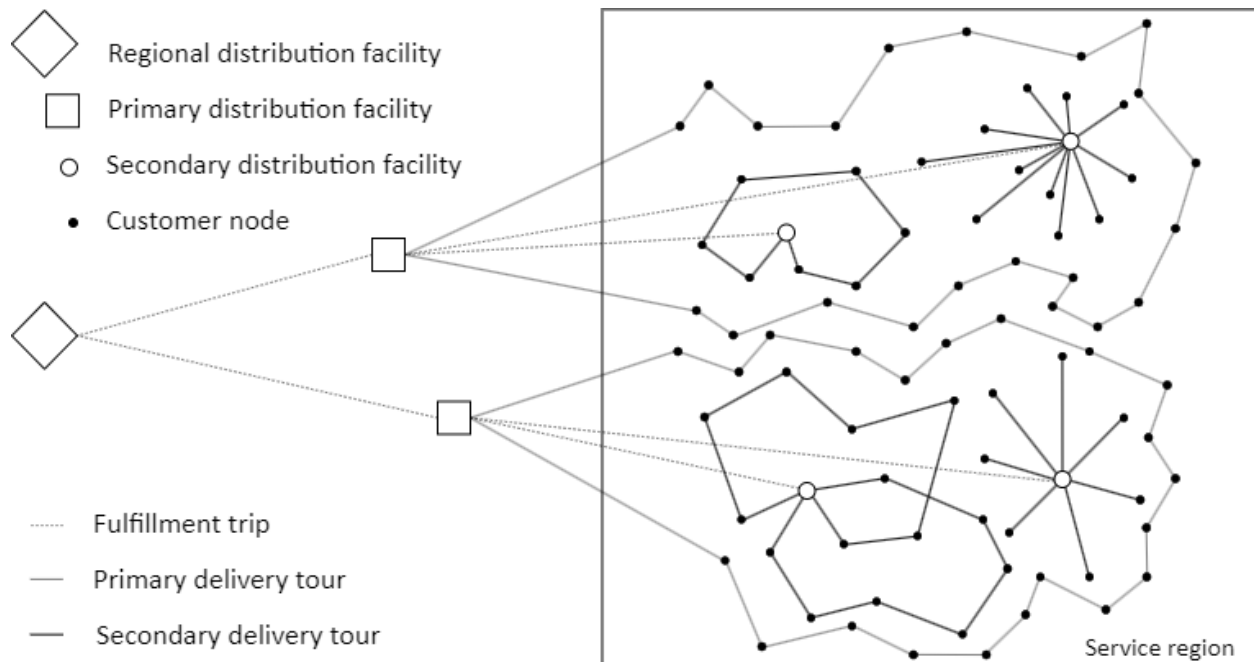 Regional distribution facility
Primary distribution facility
Secondary distribution facility
Customer node
Fulfillment trip
Primary delivery tour
Secondary delivery tour
Service region